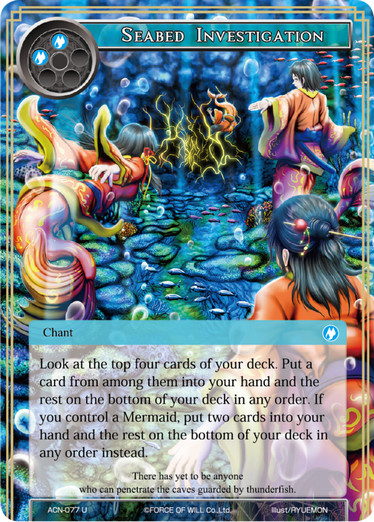 Seabed Investigation
Chant
Look at the top four cards of your deck. Put a
card from among them into your hand and the
rest on the bottom of your deck in any order. If
you control a Mermaid, put two cards into your
hand and the rest on the bottom of your deck in
any order instead.
There has yet to be anyone
who can penetrate the caves guarded by thunderfish.
ACN-077 U ©FORCE OF WILL Co.,Ltd. Illust/RYUEMON